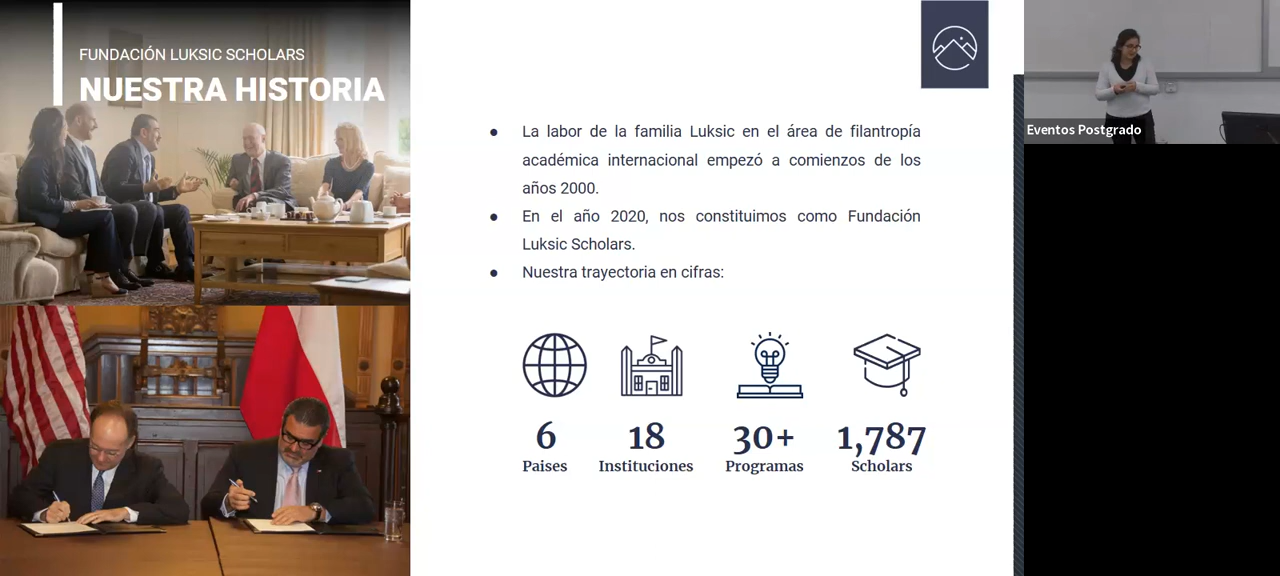 FUNDACIÓN LUKSIC SCHOLARS
NUESTRA HISTORIA
● La labor de la familia Luksic en el área de filantropía
académica internacional empezó a comienzos de los
años 2000.
● En el año 2020, nos constituimos como Fundación
Luksic Scholars.
● Nuestra trayectoria en cifras:
6 18 30+ 1,787
Paises Instituciones Programas Scholars
Eventos Postgrado